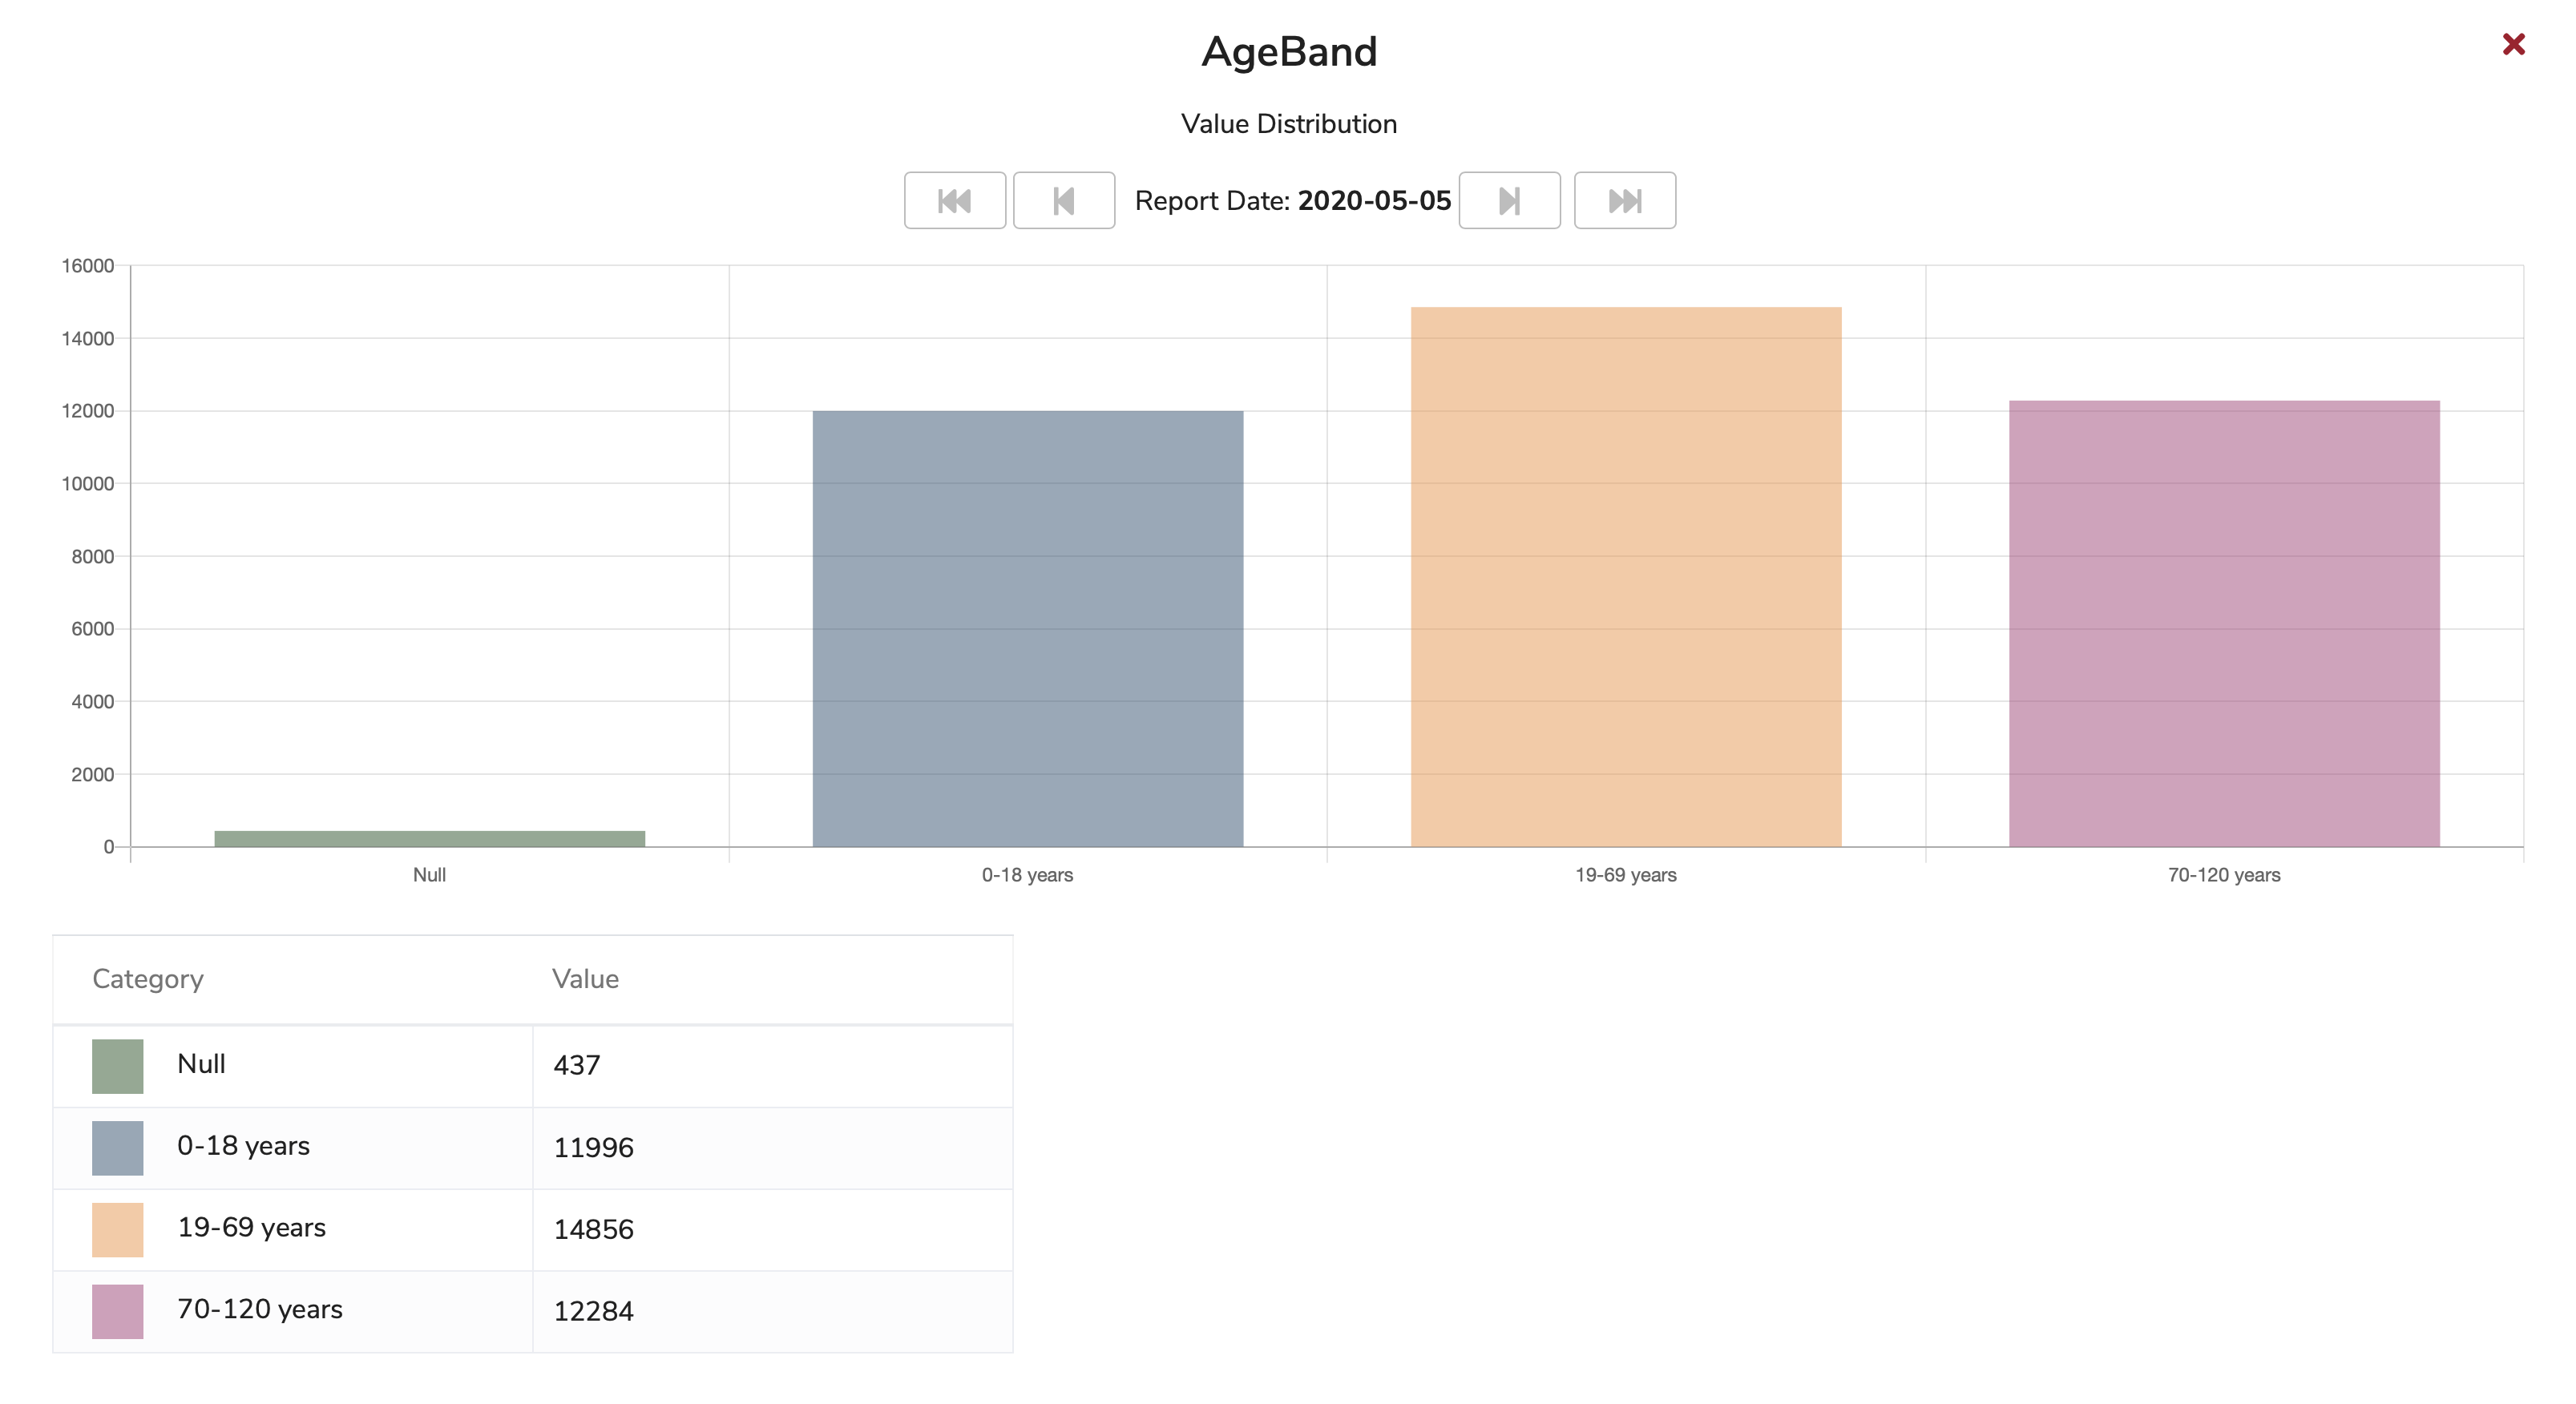 AgeBand
Value Distribution
Report Date: 2020-05-05
16000
14000
12000
10000
8000
6000
4000
2000
0
Null 0-18 years 19-69 years 70-120 years
Category Value
Null 437
0-18 years 11996
19-69 years 14856
70-120 years 12284